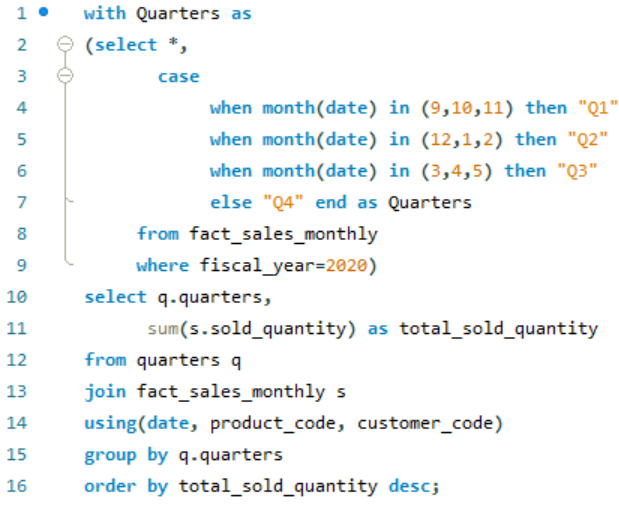 1 with Quarters as
2 (select *,
3 case
4 when month(date) in (9,10,11) then "Q1"
5 when month(date) in (12,1,2) then "Q2"
6 when month(date) in (3,4,5) then "Q3"
7 else "Q4" end as Quarters
8 from fact_sales_monthly
9 where fiscal_year=2020)
10 select q.quarters,
11 sum(s.sold_quantity) as total_sold_quantity
12 from quarters q
13 join fact_sales_monthly s
14 using(date, product_code, customer_code)
15 group by q.quarters
16 order by total_sold_quantity desc;